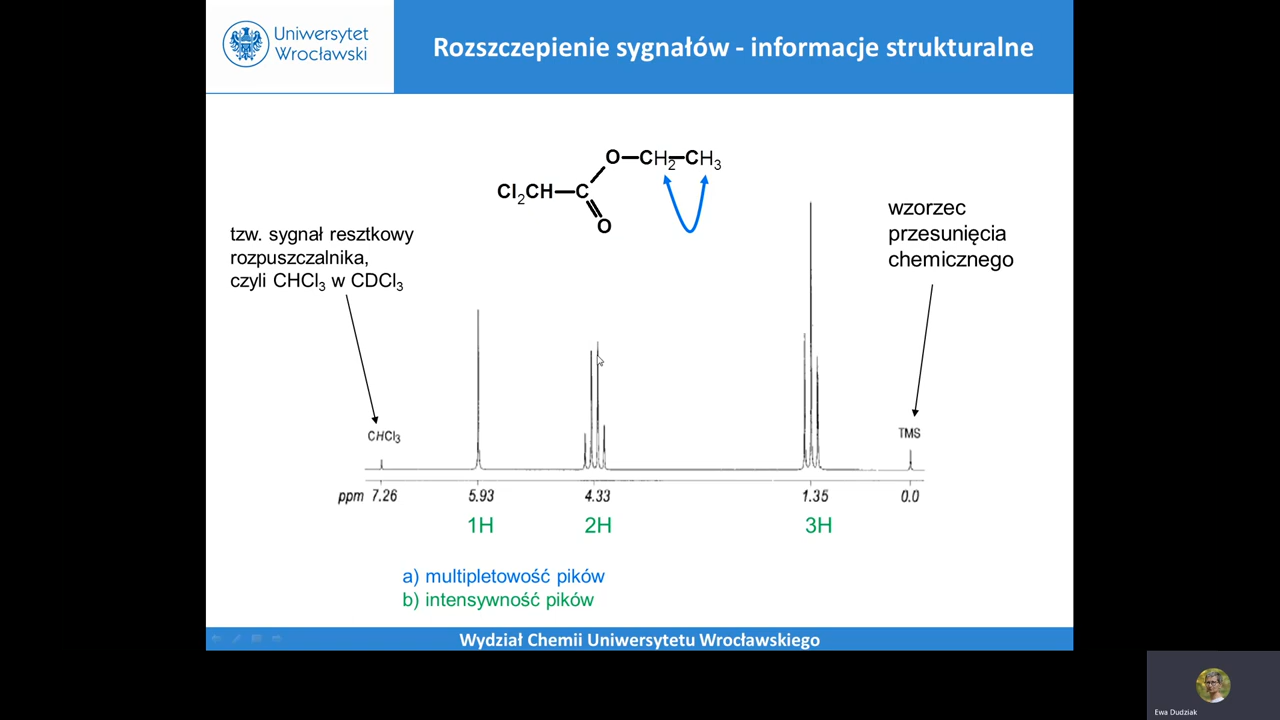 Uniwersytet
Wrocławski
Rozszczepienie sygnałów - informacje strukturalne
O–CH2–CH3
Cl2CH–C
O
tzw. sygnał resztkowy
rozpuszczalnika,
czyli CHCl3 w CDCl3
wzorzec
przesunięcia
chemicznego
CHCl3
TMS
ppm 7.26 5.93 4.33 1.35 0.0
1H 2H 3H
a) multipletowość pików
b) intensywność pików
Wydział Chemii Uniwersytetu Wrocławskiego
Ewa Dudziak